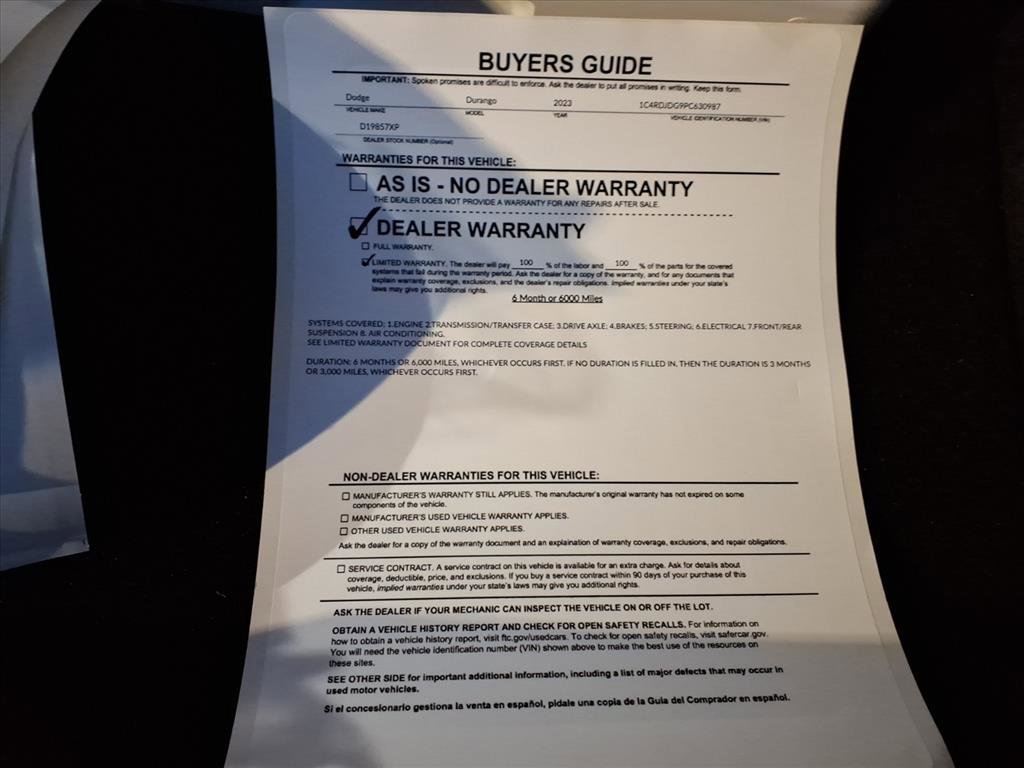 BUYERS GUIDE
IMPORTANT: Spoken promises are difficult to enforce. Ask the dealer to put all promises in writing. Keep this form.
Dodge Durango 2023 1C4RDJDG9PC630987
VEHICLE MAKE MODEL YEAR VEHICLE IDENTIFICATION NUMBER (VIN)
D19857XP
DEALER STOCK NUMBER (Optional)
WARRANTIES FOR THIS VEHICLE:
AS IS - NO DEALER WARRANTY
THE DEALER DOES NOT PROVIDE A WARRANTY FOR ANY REPAIRS AFTER SALE.
DEALER WARRANTY
FULL WARRANTY.
LIMITED WARRANTY. The dealer will pay 100 % of the labor and 100 % of the parts for the covered
systems that fail during the warranty period. Ask the dealer for a copy of the warranty, and for any documents that
explain warranty coverage, exclusions, and the dealer's repair obligations. Implied warranties under your state's
laws may give you additional rights.
6 Month or 6000 Miles
SYSTEMS COVERED: 1.ENGINE 2.TRANSMISSION/TRANSFER CASE; 3.DRIVE AXLE; 4.BRAKES; 5.STEERING; 6.ELECTRICAL 7.FRONT/REAR
SUSPENSION 8. AIR CONDITIONING.
SEE LIMITED WARRANTY DOCUMENT FOR COMPLETE COVERAGE DETAILS
DURATION: 6 MONTHS OR 6,000 MILES, WHICHEVER OCCURS FIRST. IF NO DURATION IS FILLED IN, THEN THE DURATION IS 3 MONTHS
OR 3,000 MILES, WHICHEVER OCCURS FIRST.
NON-DEALER WARRANTIES FOR THIS VEHICLE:
MANUFACTURER'S WARRANTY STILL APPLIES. The manufacturer's original warranty has not expired on some
components of the vehicle.
MANUFACTURER'S USED VEHICLE WARRANTY APPLIES.
OTHER USED VEHICLE WARRANTY APPLIES.
Ask the dealer for a copy of the warranty document and an explaination of warranty coverage, exclusions, and repair obligations.
SERVICE CONTRACT. A service contract on this vehicle is available for an extra charge. Ask for details about
coverage, deductible, price, and exclusions. If you buy a service contract within 90 days of your purchase of this
vehicle, implied warranties under your state's laws may give you additional rights.
ASK THE DEALER IF YOUR MECHANIC CAN INSPECT THE VEHICLE ON OR OFF THE LOT.
OBTAIN A VEHICLE HISTORY REPORT AND CHECK FOR OPEN SAFETY RECALLS. For information on
how to obtain a vehicle history report, visit ftc.gov/usedcars. To check for open safety recalls, visit safercar.gov.
You will need the vehicle identification number (VIN) shown above to make the best use of the resources on
these sites.
SEE OTHER SIDE for important additional information, including a list of major defects that may occur in
used motor vehicles.
Si el concesionario gestiona la venta en español, pidale una copia de la Guia del Comprador en español.